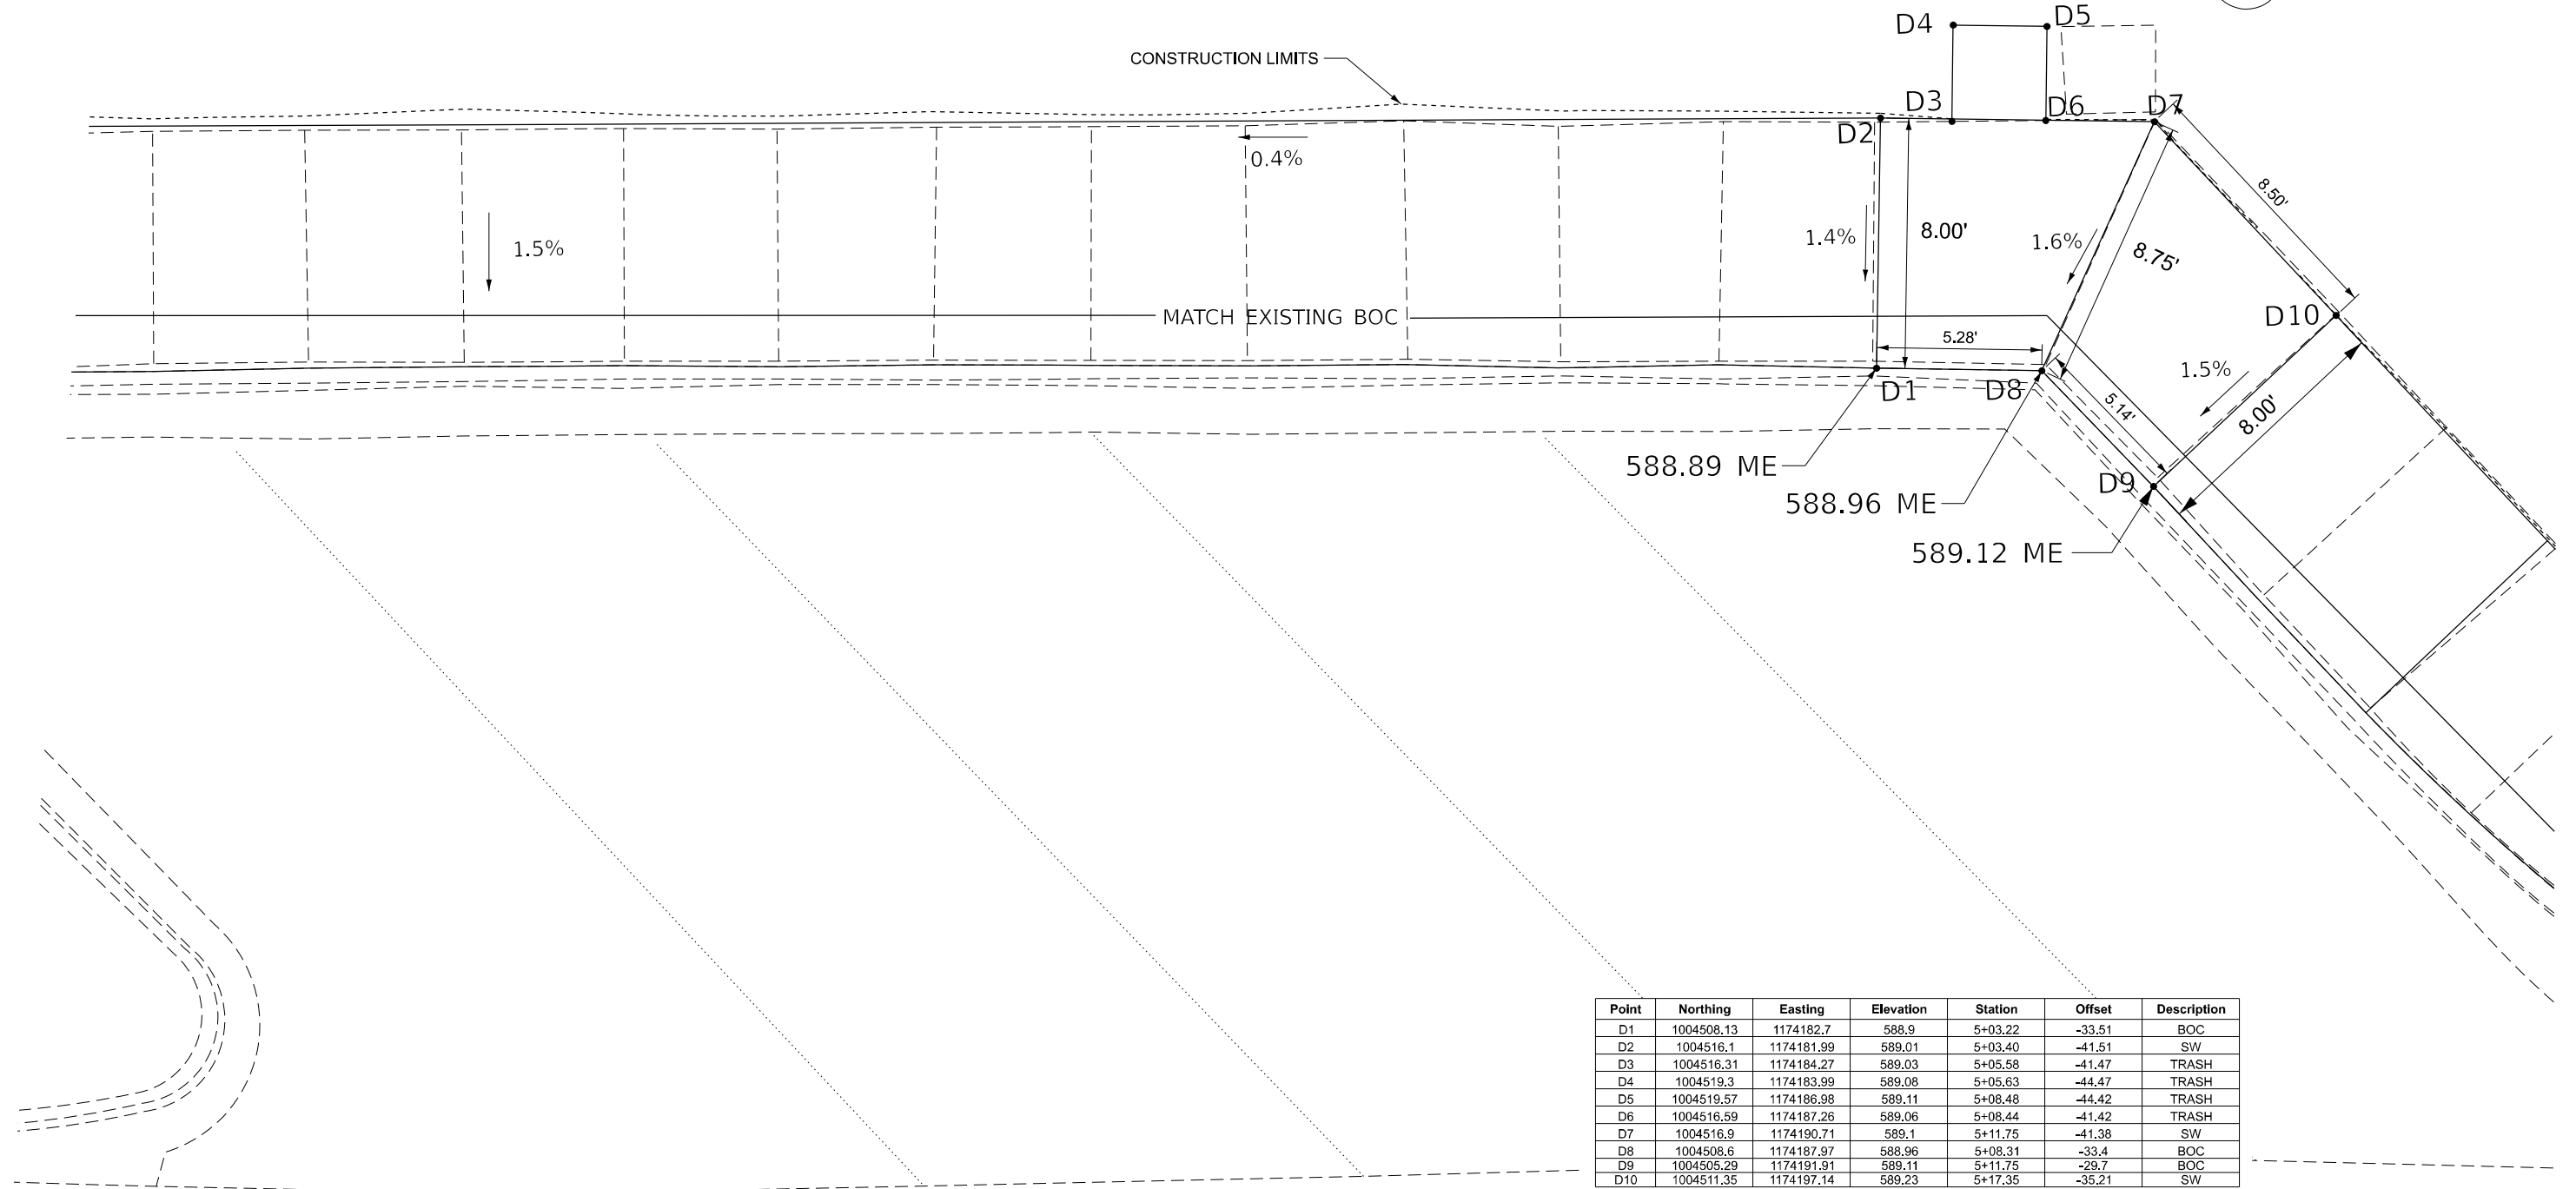 D4
D5
CONSTRUCTION LIMITS
D3
D6
D7
D2
0.4%
8.50'
1.5%
1.4%
8.00'
1.6%
8.75'
MATCH EXISTING BOC
D10
5.28'
1.5%
D1
D8
5.14'
8.00'
588.89 ME
D9
588.96 ME
589.12 ME
Point Northing Easting Elevation Station Offset Description
D1 1004508.13 1174182.7 588.9 5+03.22 -33.51 BOC
D2 1004516.1 1174181.99 589.01 5+03.40 -41.51 SW
D3 1004516.31 1174184.27 589.03 5+05.58 -41.47 TRASH
D4 1004519.3 1174183.99 589.08 5+05.63 -44.47 TRASH
D5 1004519.57 1174186.98 589.11 5+08.48 -44.42 TRASH
D6 1004516.59 1174187.26 589.06 5+08.44 -41.42 TRASH
D7 1004516.9 1174190.71 589.1 5+11.75 -41.38 SW
D8 1004508.6 1174187.97 588.96 5+08.31 -33.4 BOC
D9 1004505.29 1174191.91 589.11 5+11.75 -29.7 BOC
D10 1004511.35 1174197.14 589.23 5+17.35 -35.21 SW